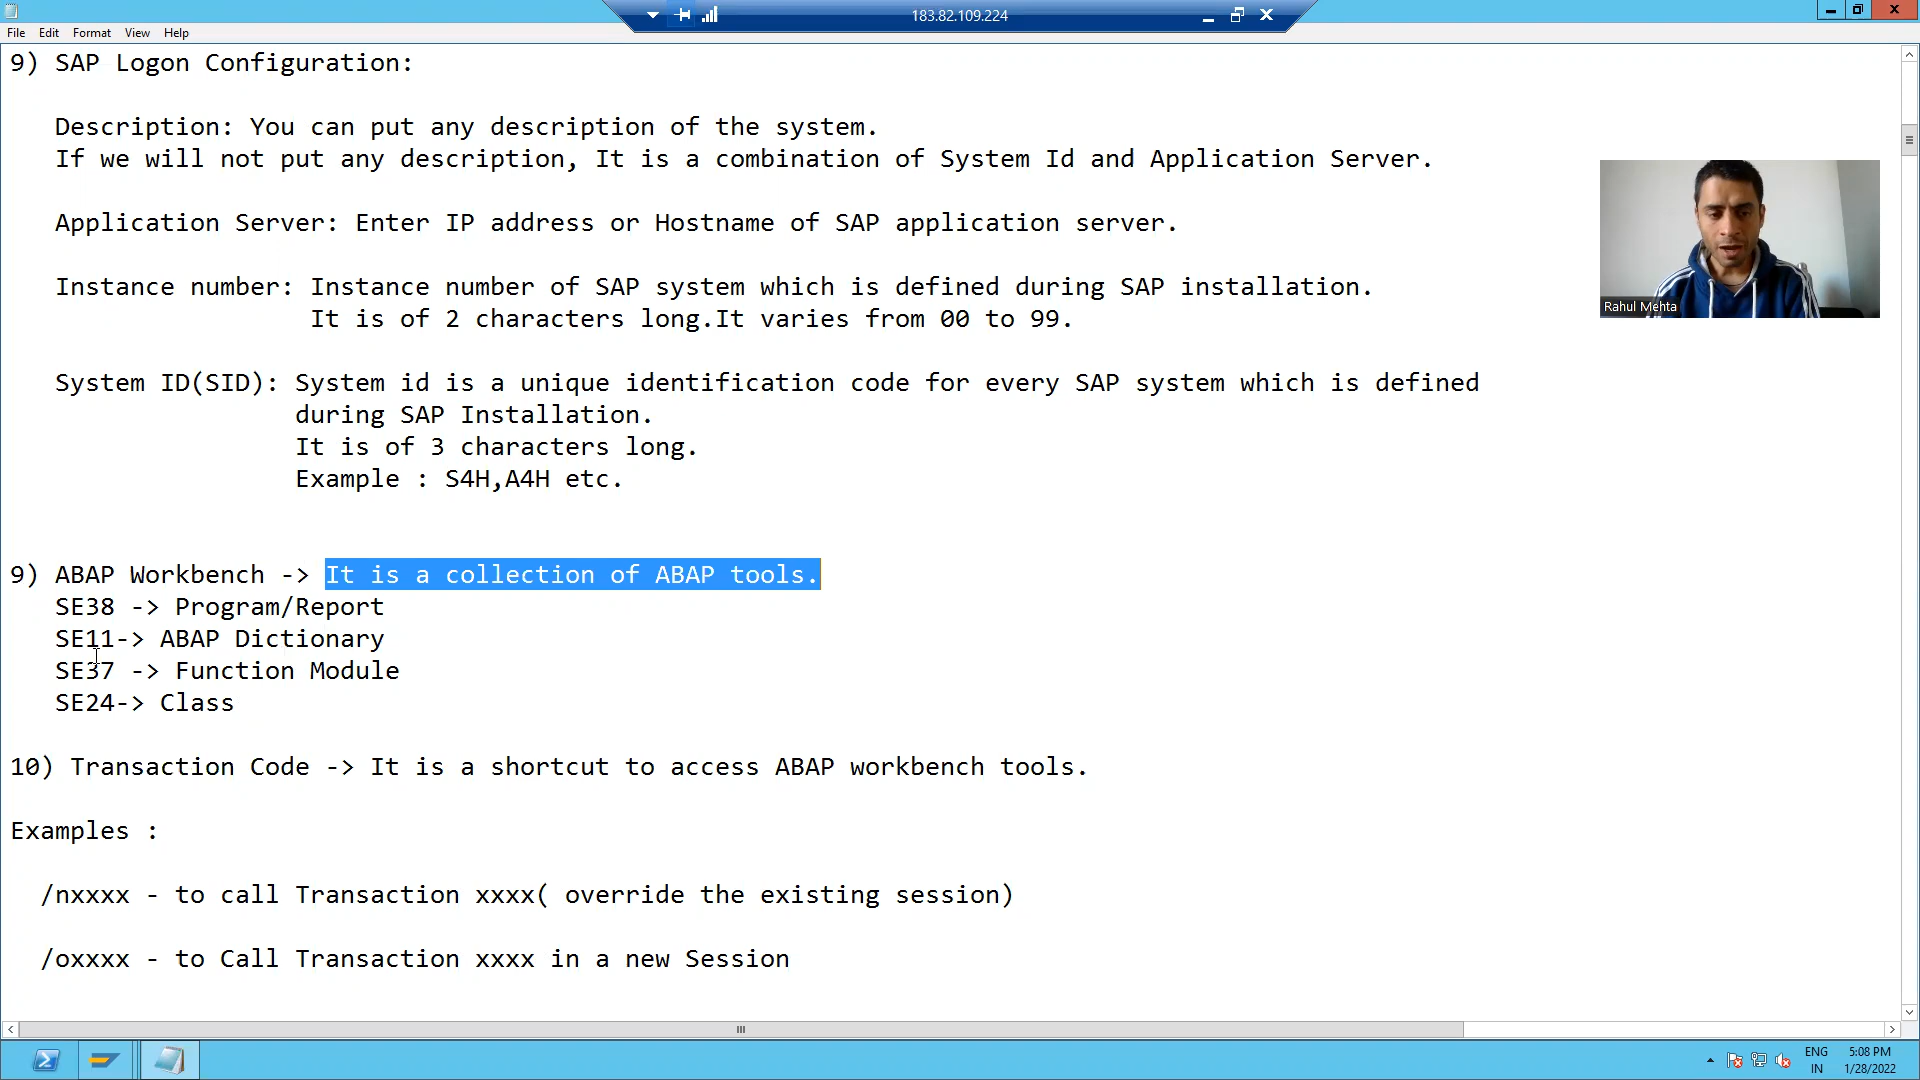 183.82.109.224
File Edit Format View Help
9) SAP Logon Configuration:
Description: You can put any description of the system.
If we will not put any description, It is a combination of System Id and Application Server.
Application Server: Enter IP address or Hostname of SAP application server.
Instance number: Instance number of SAP system which is defined during SAP installation.
It is of 2 characters long.It varies from 00 to 99.
System ID(SID): System id is a unique identification code for every SAP system which is defined
during SAP Installation.
It is of 3 characters long.
Example : S4H,A4H etc.
Rahul Mehta
9) ABAP Workbench -> It is a collection of ABAP tools.
SE38 -> Program/Report
SE11-> ABAP Dictionary
SE37 -> Function Module
SE24-> Class
10) Transaction Code -> It is a shortcut to access ABAP workbench tools.
Examples :
/nxxxx - to call Transaction xxxx( override the existing session)
/oxxxx - to Call Transaction xxxx in a new Session
ENG 5:08 PM
IN 1/28/2022